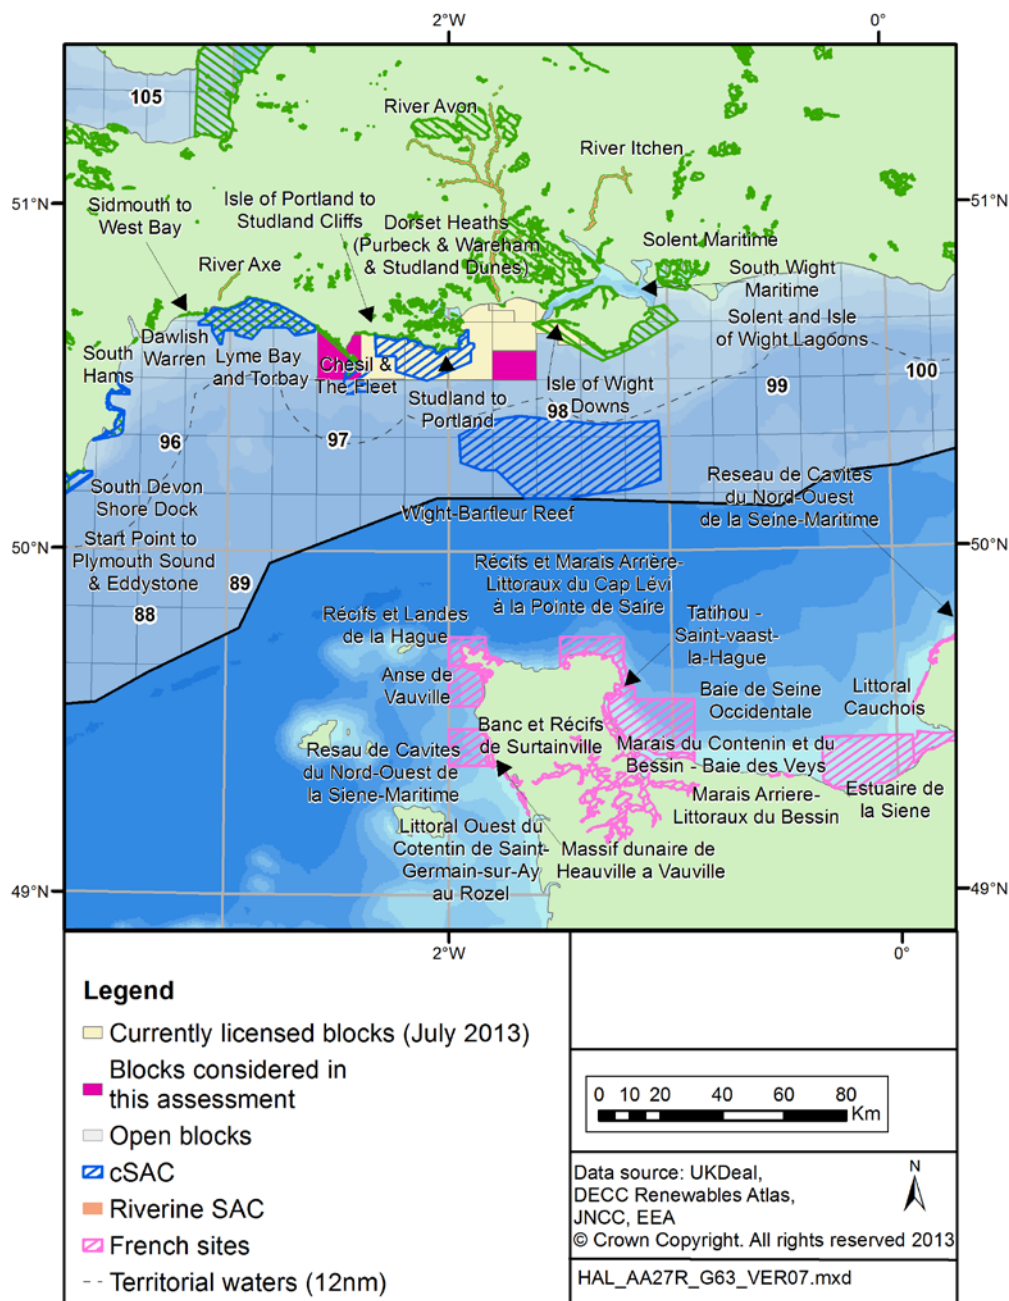 2°W
0°
105
River Avon
River Itchen
51°N
51°N
Sidmouth to
West Bay
Isle of Portland to
Studland Cliffs
Dorset Heaths
(Purbeck & Wareham
& Studland Dunes)
Solent Maritime
River Axe
South Wight
Maritime
Solent and Isle
of Wight Lagoons
Dawlish
Warren
South
Hams
Lyme Bay
and Torbay
Chesil &
The Fleet
Studland to
Portland
Isle of Wight
Downs
96
97
98
99
100
South Devon
Shore Dock
Reseau de Cavites
du Nord-Ouest
de la Seine-Maritime
Wight-Barfleur Reef
50°N
50°N
Start Point to
Plymouth Sound
& Eddystone
89
88
Récifs et Marais Arrière-
Littoraux du Cap Lévi
à la Pointe de Saire
Récifs et Landes
de la Hague
Tatihou -
Saint-vaast-
la-Hague
Anse de
Vauville
Baie de Seine
Occidentale
Littoral
Cauchois
Banc et Récifs
de Surtainville
Marais du Contenin et du
Bessin - Baie des Veys
Resau de Cavites
du Nord-Ouest de
la Siene-Maritime
Marais Arriere-
Littoraux du Bessin
Estuaire de
la Siene
Littoral Ouest du
Cotentin de Saint-
Germain-sur-Ay
au Rozel
Massif dunaire de
Heauville a Vauville
49°N
49°N
2°W
0°
Legend
Currently licensed blocks (July 2013)
Blocks considered in
this assessment
Open blocks
cSAC
Riverine SAC
French sites
Territorial waters (12nm)
0 10 20 40 60 80
Km
Data source: UKDeal,
DECC Renewables Atlas,
JNCC, EEA
© Crown Copyright. All rights reserved 2013
N
HAL_AA27R_G63_VER07.mxd